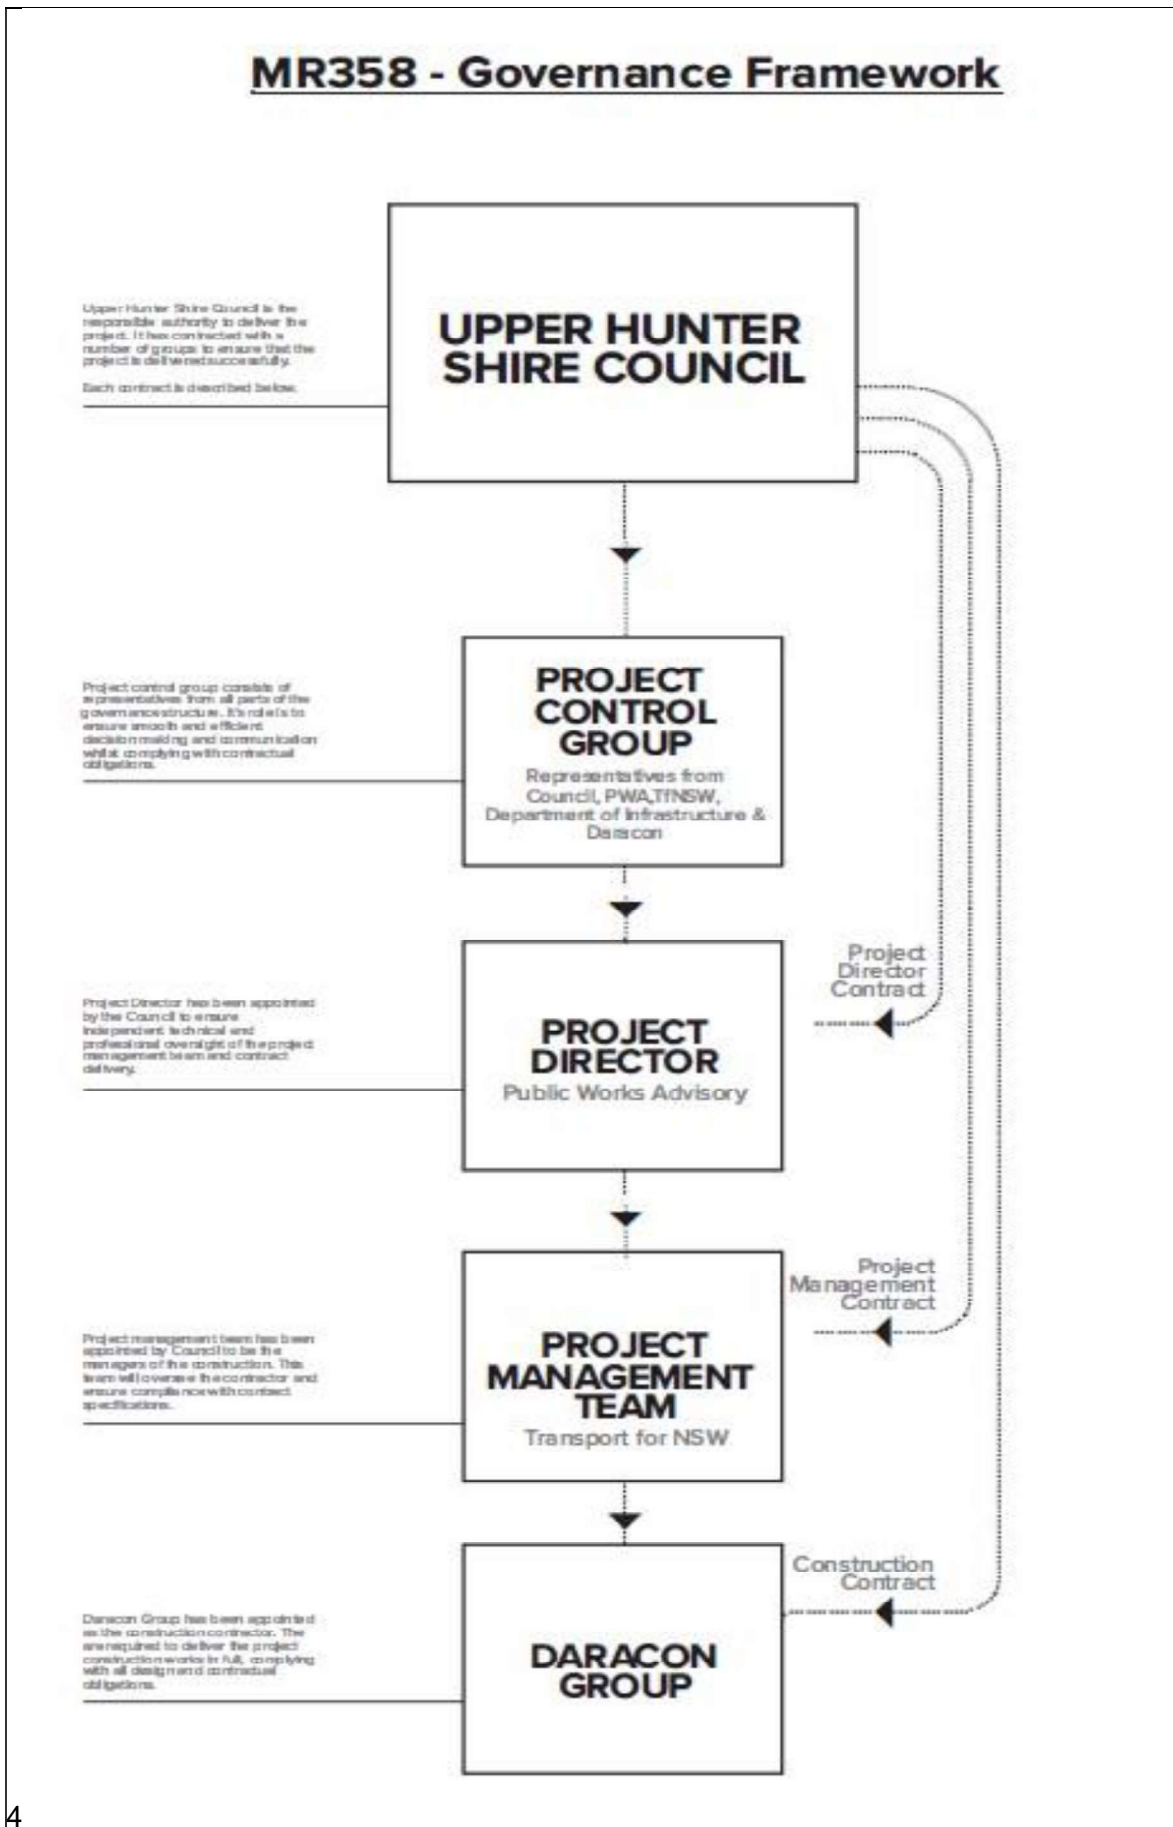 MR358 - Governance Framework
Upper Hunter Shire Council is the
responsible authority to deliver the
project. It has contracted with a
number of groups to ensure that the
project is delivered successfully.
Each contract is described below.
UPPER HUNTER
SHIRE COUNCIL
Project control group consists of
representatives from all parts of the
governance structure. It's role is to
ensure smooth and efficient
decision making and communication
whilst complying with contractual
obligations.
PROJECT
CONTROL
GROUP
Representatives from
Council, PWA,TfNSW,
Department of Infrastructure &
Daracon
Project Director has been appointed
by the Council to ensure
independent technical and
professional oversight of the project
management team and contract
delivery.
PROJECT
DIRECTOR
Public Works Advisory
Project
Director
Contract
Project management team has been
appointed by Council to be the
managers of the construction. This
team will oversee the contractor and
ensure compliance with contract
specifications.
PROJECT
MANAGEMENT
TEAM
Transport for NSW
Project
Management
Contract
Daracon Group has been appointed
as the construction contractor. The
are required to deliver the project
construction works in full, complying
with all design and contractual
obligations.
DARACON
GROUP
Construction
Contract
4